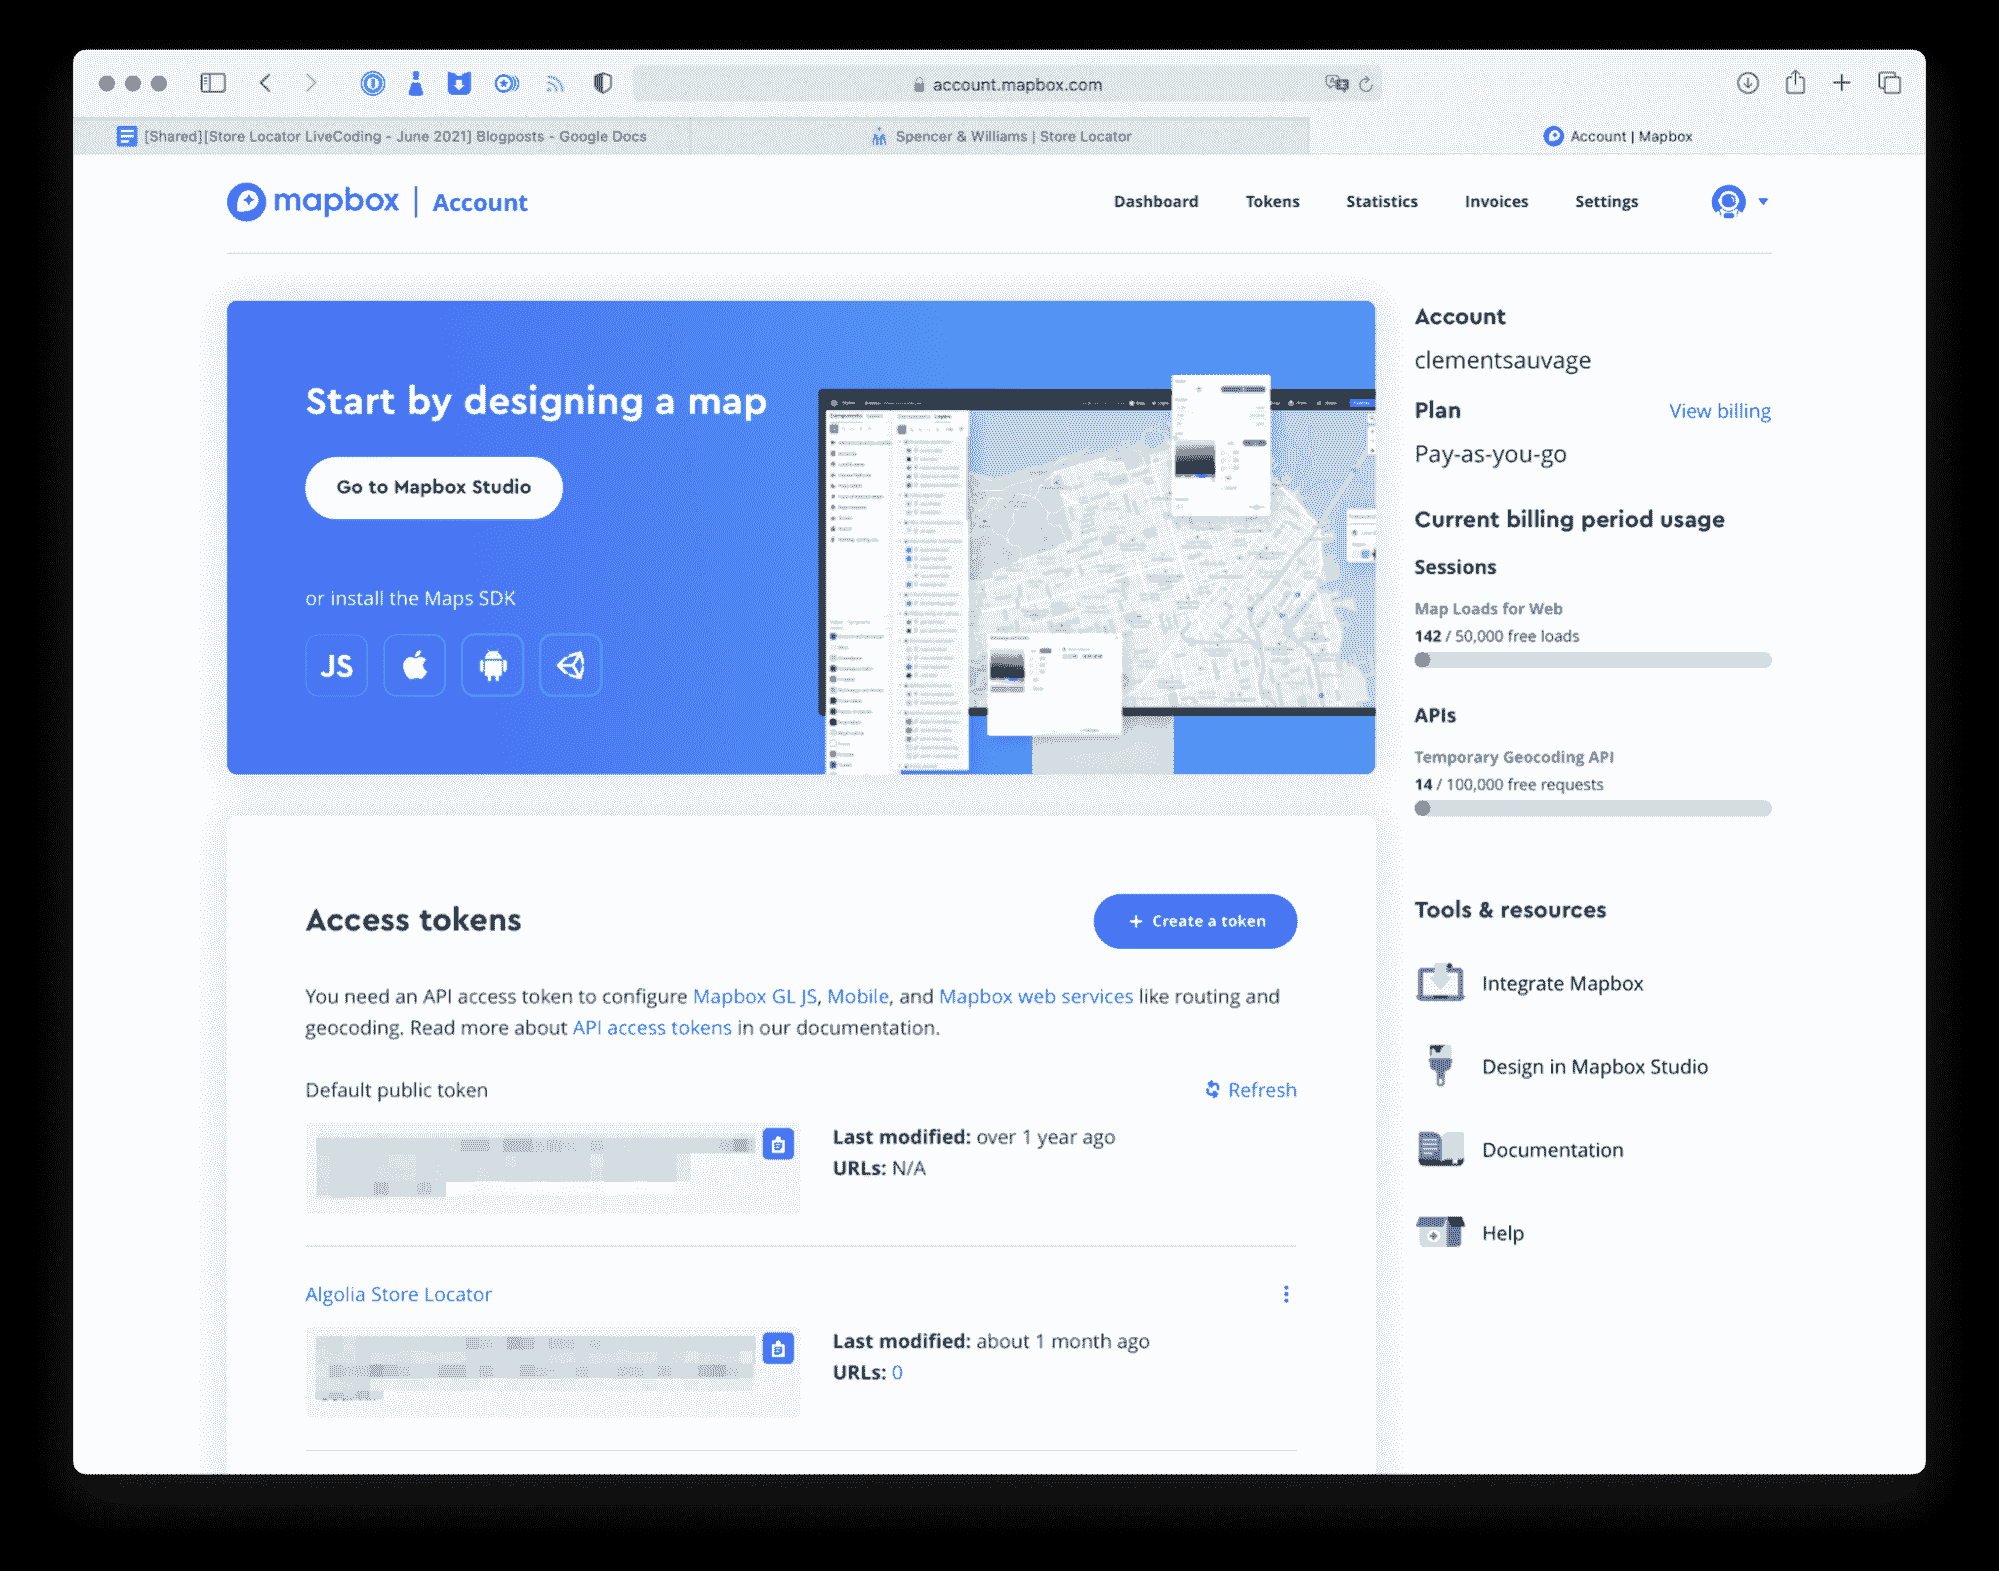 account.mapbox.com
[Shared][Store Locator LiveCoding - June 2021] Blogposts - Google Docs
Spencer & Williams | Store Locator
Account | Mapbox
mapbox | Account
Dashboard
Tokens
Statistics
Invoices
Settings
Start by designing a map
Go to Mapbox Studio
or install the Maps SDK
JS
Account
clementsauvage
Plan
View billing
Pay-as-you-go
Current billing period usage
Sessions
Map Loads for Web
142 / 50,000 free loads
APIs
Temporary Geocoding API
14 / 100,000 free requests
Access tokens
+ Create a token
You need an API access token to configure Mapbox GL JS, Mobile, and Mapbox web services like routing and
geocoding. Read more about API access tokens in our documentation.
Default public token
Refresh
Last modified: over 1 year ago
URLs: N/A
Algolia Store Locator
Last modified: about 1 month ago
URLs: 0
Tools & resources
Integrate Mapbox
Design in Mapbox Studio
Documentation
Help